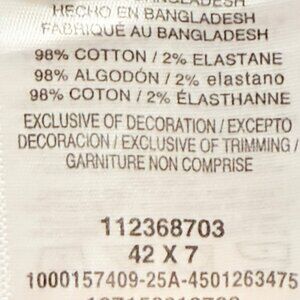 BANGLADESH
HECHO EN BANGLADESH
FABRIQUÉ AU BANGLADESH
98% COTTON / 2% ELASTANE
98% ALGODÓN / 2% elastano
98% COTON / 2% ÉLASTHANNE
EXCLUSIVE OF DECORATION / EXCEPTO
DECORACION / EXCLUSIVE OF TRIMMING /
GARNITURE NON COMPRISE
112368703
42 X 7
1000157409-25A-4501263475